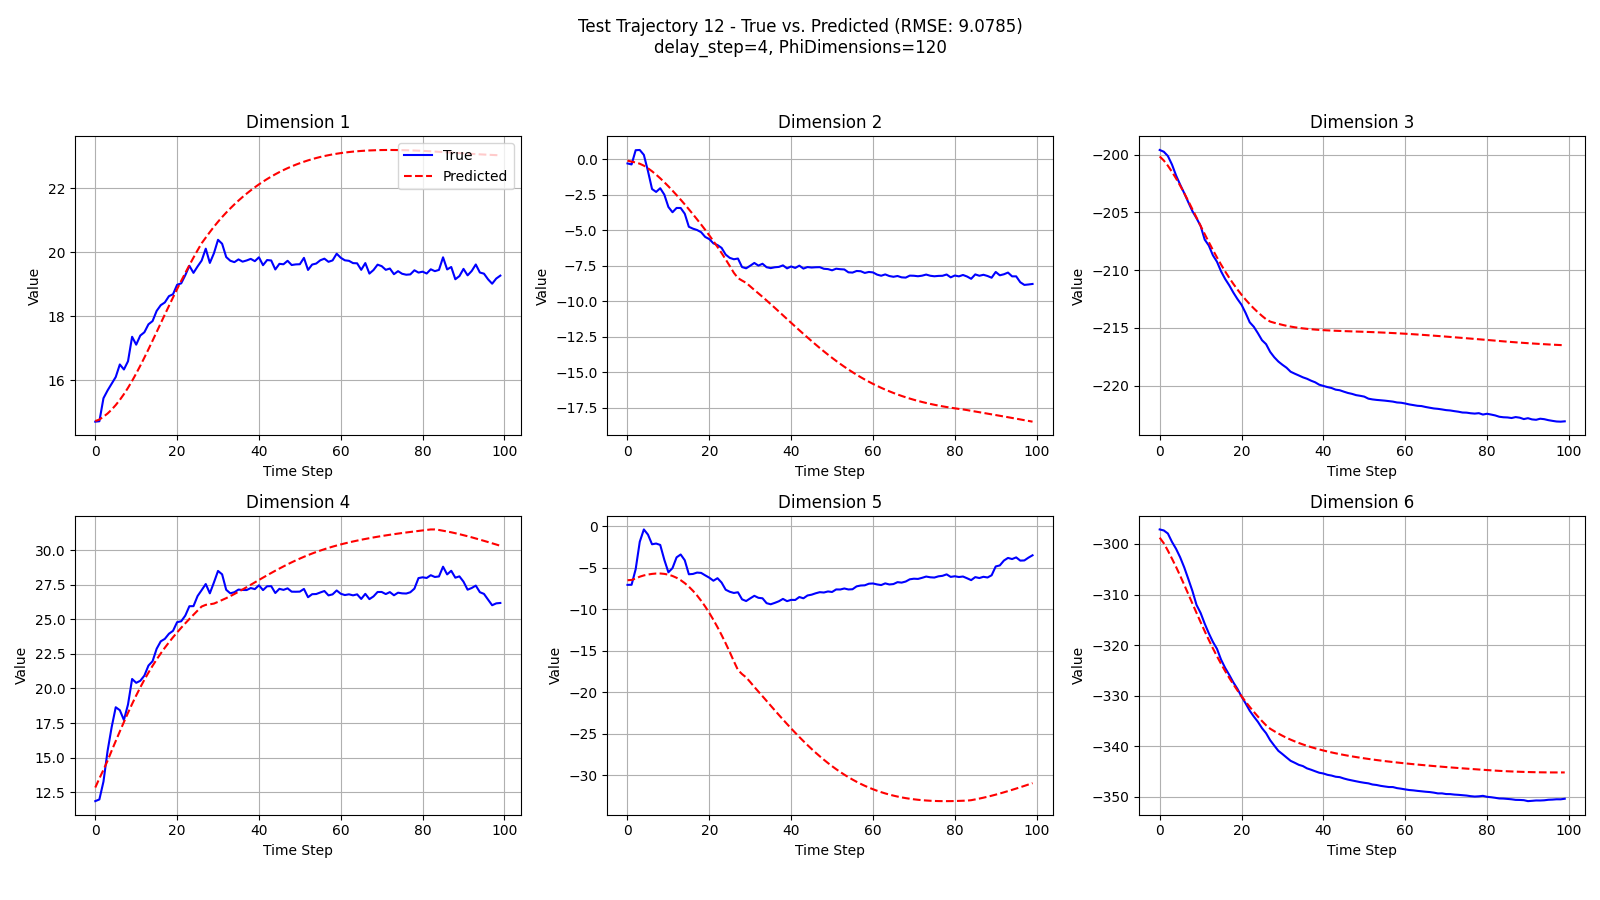 Test Trajectory 12 - True vs. Predicted (RMSE: 9.0785)
delay_step=4, PhiDimensions=120
Dimension 1
Value
22
20
18
16
True
Predicted
0 20 40 60 80 100
Time Step
Dimension 2
Value
0.0
−2.5
−5.0
−7.5
−10.0
−12.5
−15.0
−17.5
0 20 40 60 80 100
Time Step
Dimension 3
Value
−200
−205
−210
−215
−220
0 20 40 60 80 100
Time Step
Dimension 4
Value
30.0
27.5
25.0
22.5
20.0
17.5
15.0
12.5
0 20 40 60 80 100
Time Step
Dimension 5
Value
0
−5
−10
−15
−20
−25
−30
0 20 40 60 80 100
Time Step
Dimension 6
Value
−300
−310
−320
−330
−340
−350
0 20 40 60 80 100
Time Step